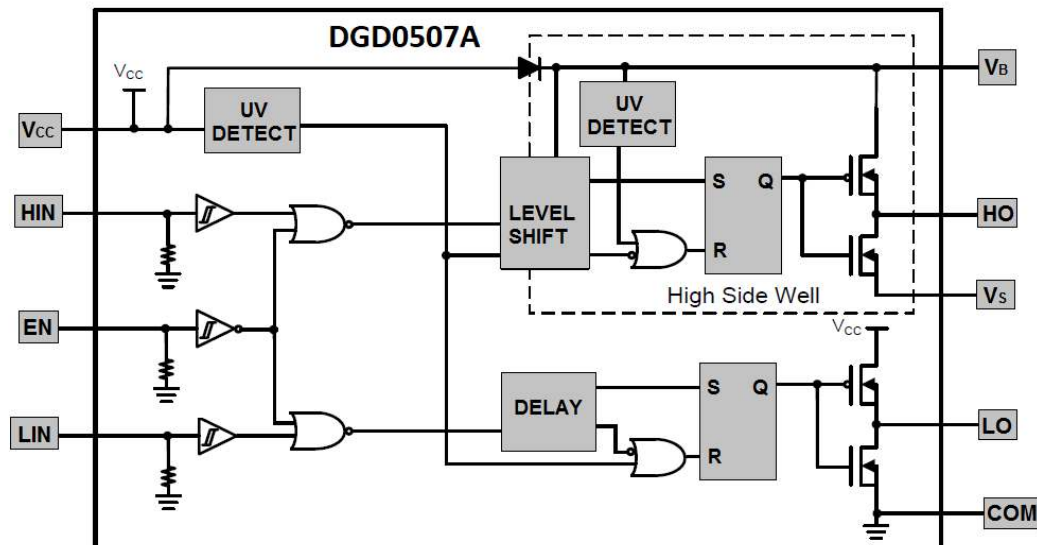 DGD0507A
VCC
VB
VCC
UV DETECT
UV DETECT
HIN
LEVEL SHIFT
S
Q
R
HO
High Side Well
VS
EN
VCC
DELAY
S
Q
R
LIN
LO
COM